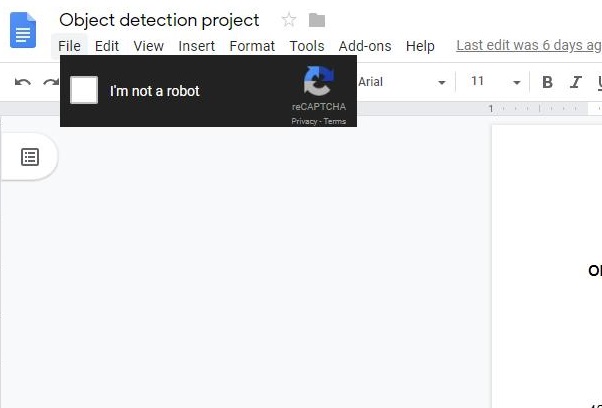 Object detection project
File Edit View Insert Format Tools Add-ons Help Last edit was 6 days ag
I'm not a robot
reCAPTCHA
Privacy - Terms
Arial 11 B I U
1